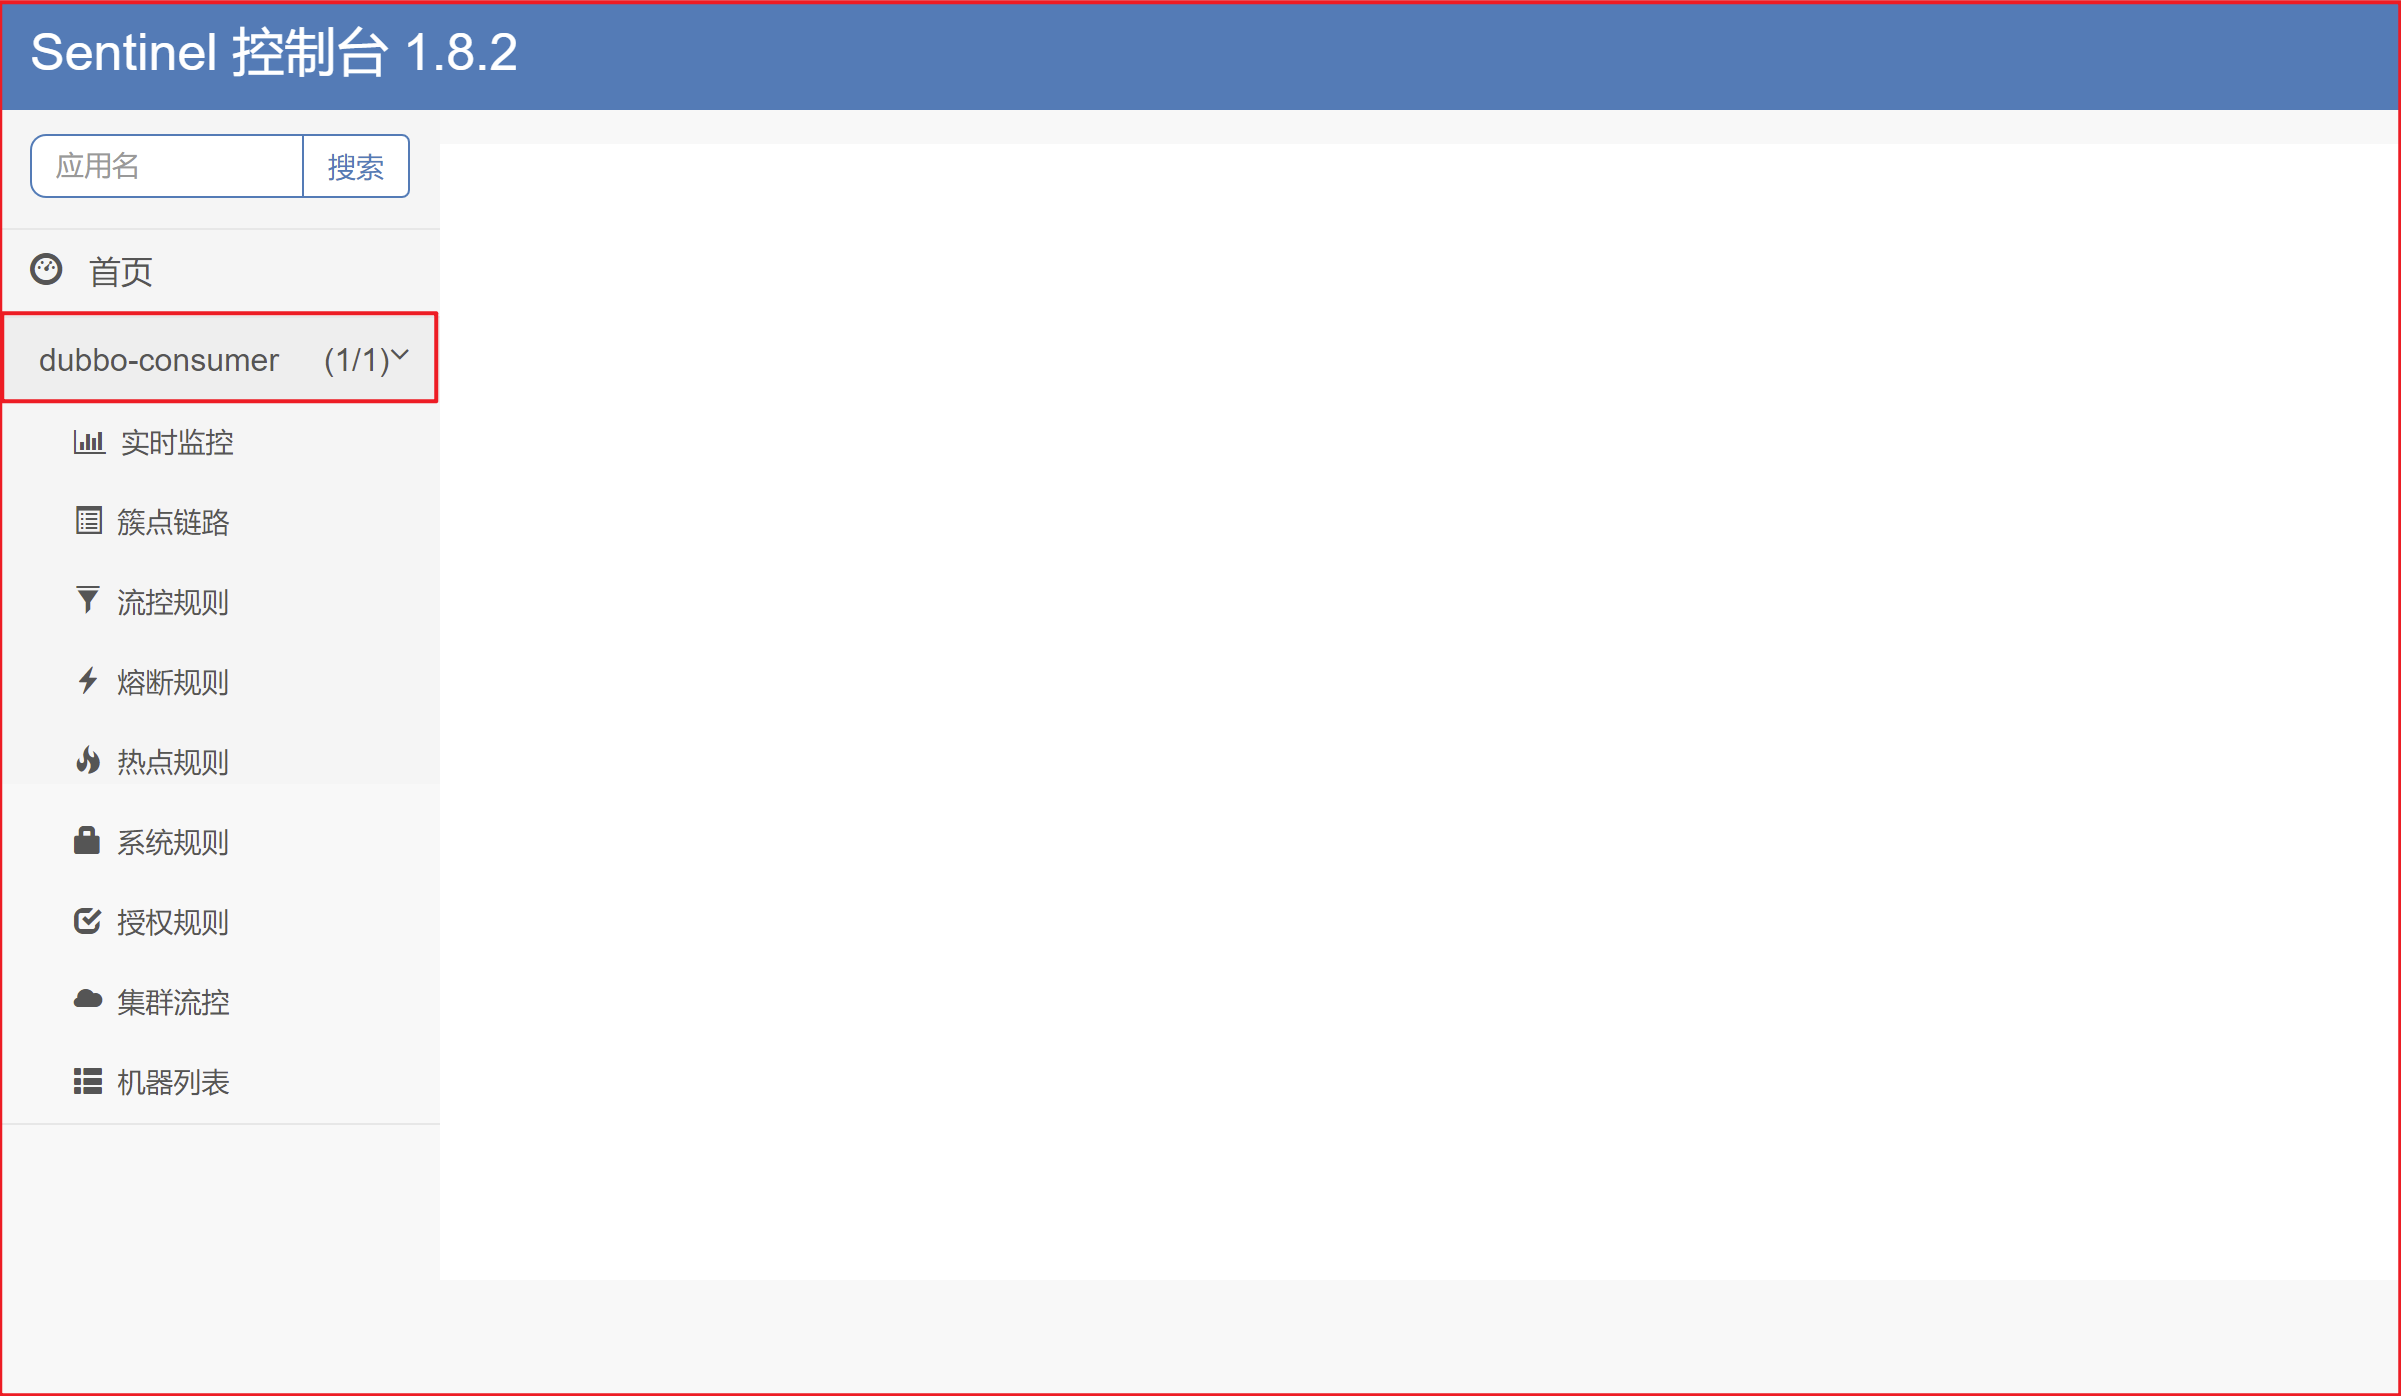 Sentinel 控制台 1.8.2
应用名 搜索
首页
dubbo-consumer (1/1)
实时监控
簇点链路
流控规则
熔断规则
热点规则
系统规则
授权规则
集群流控
机器列表